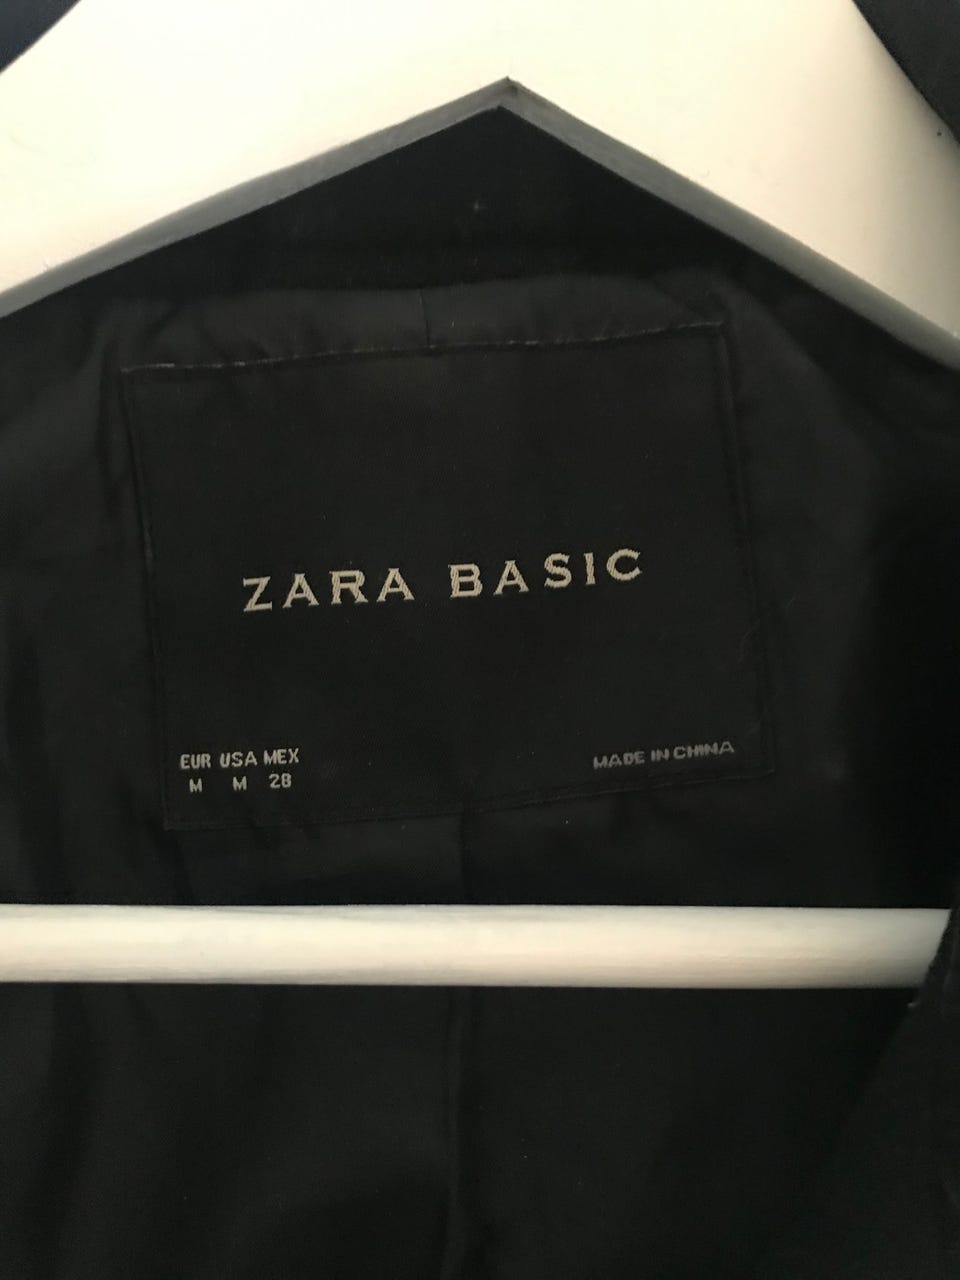 ZARA BASIC
EUR USA MEX
M M 28
MADE IN CHINA